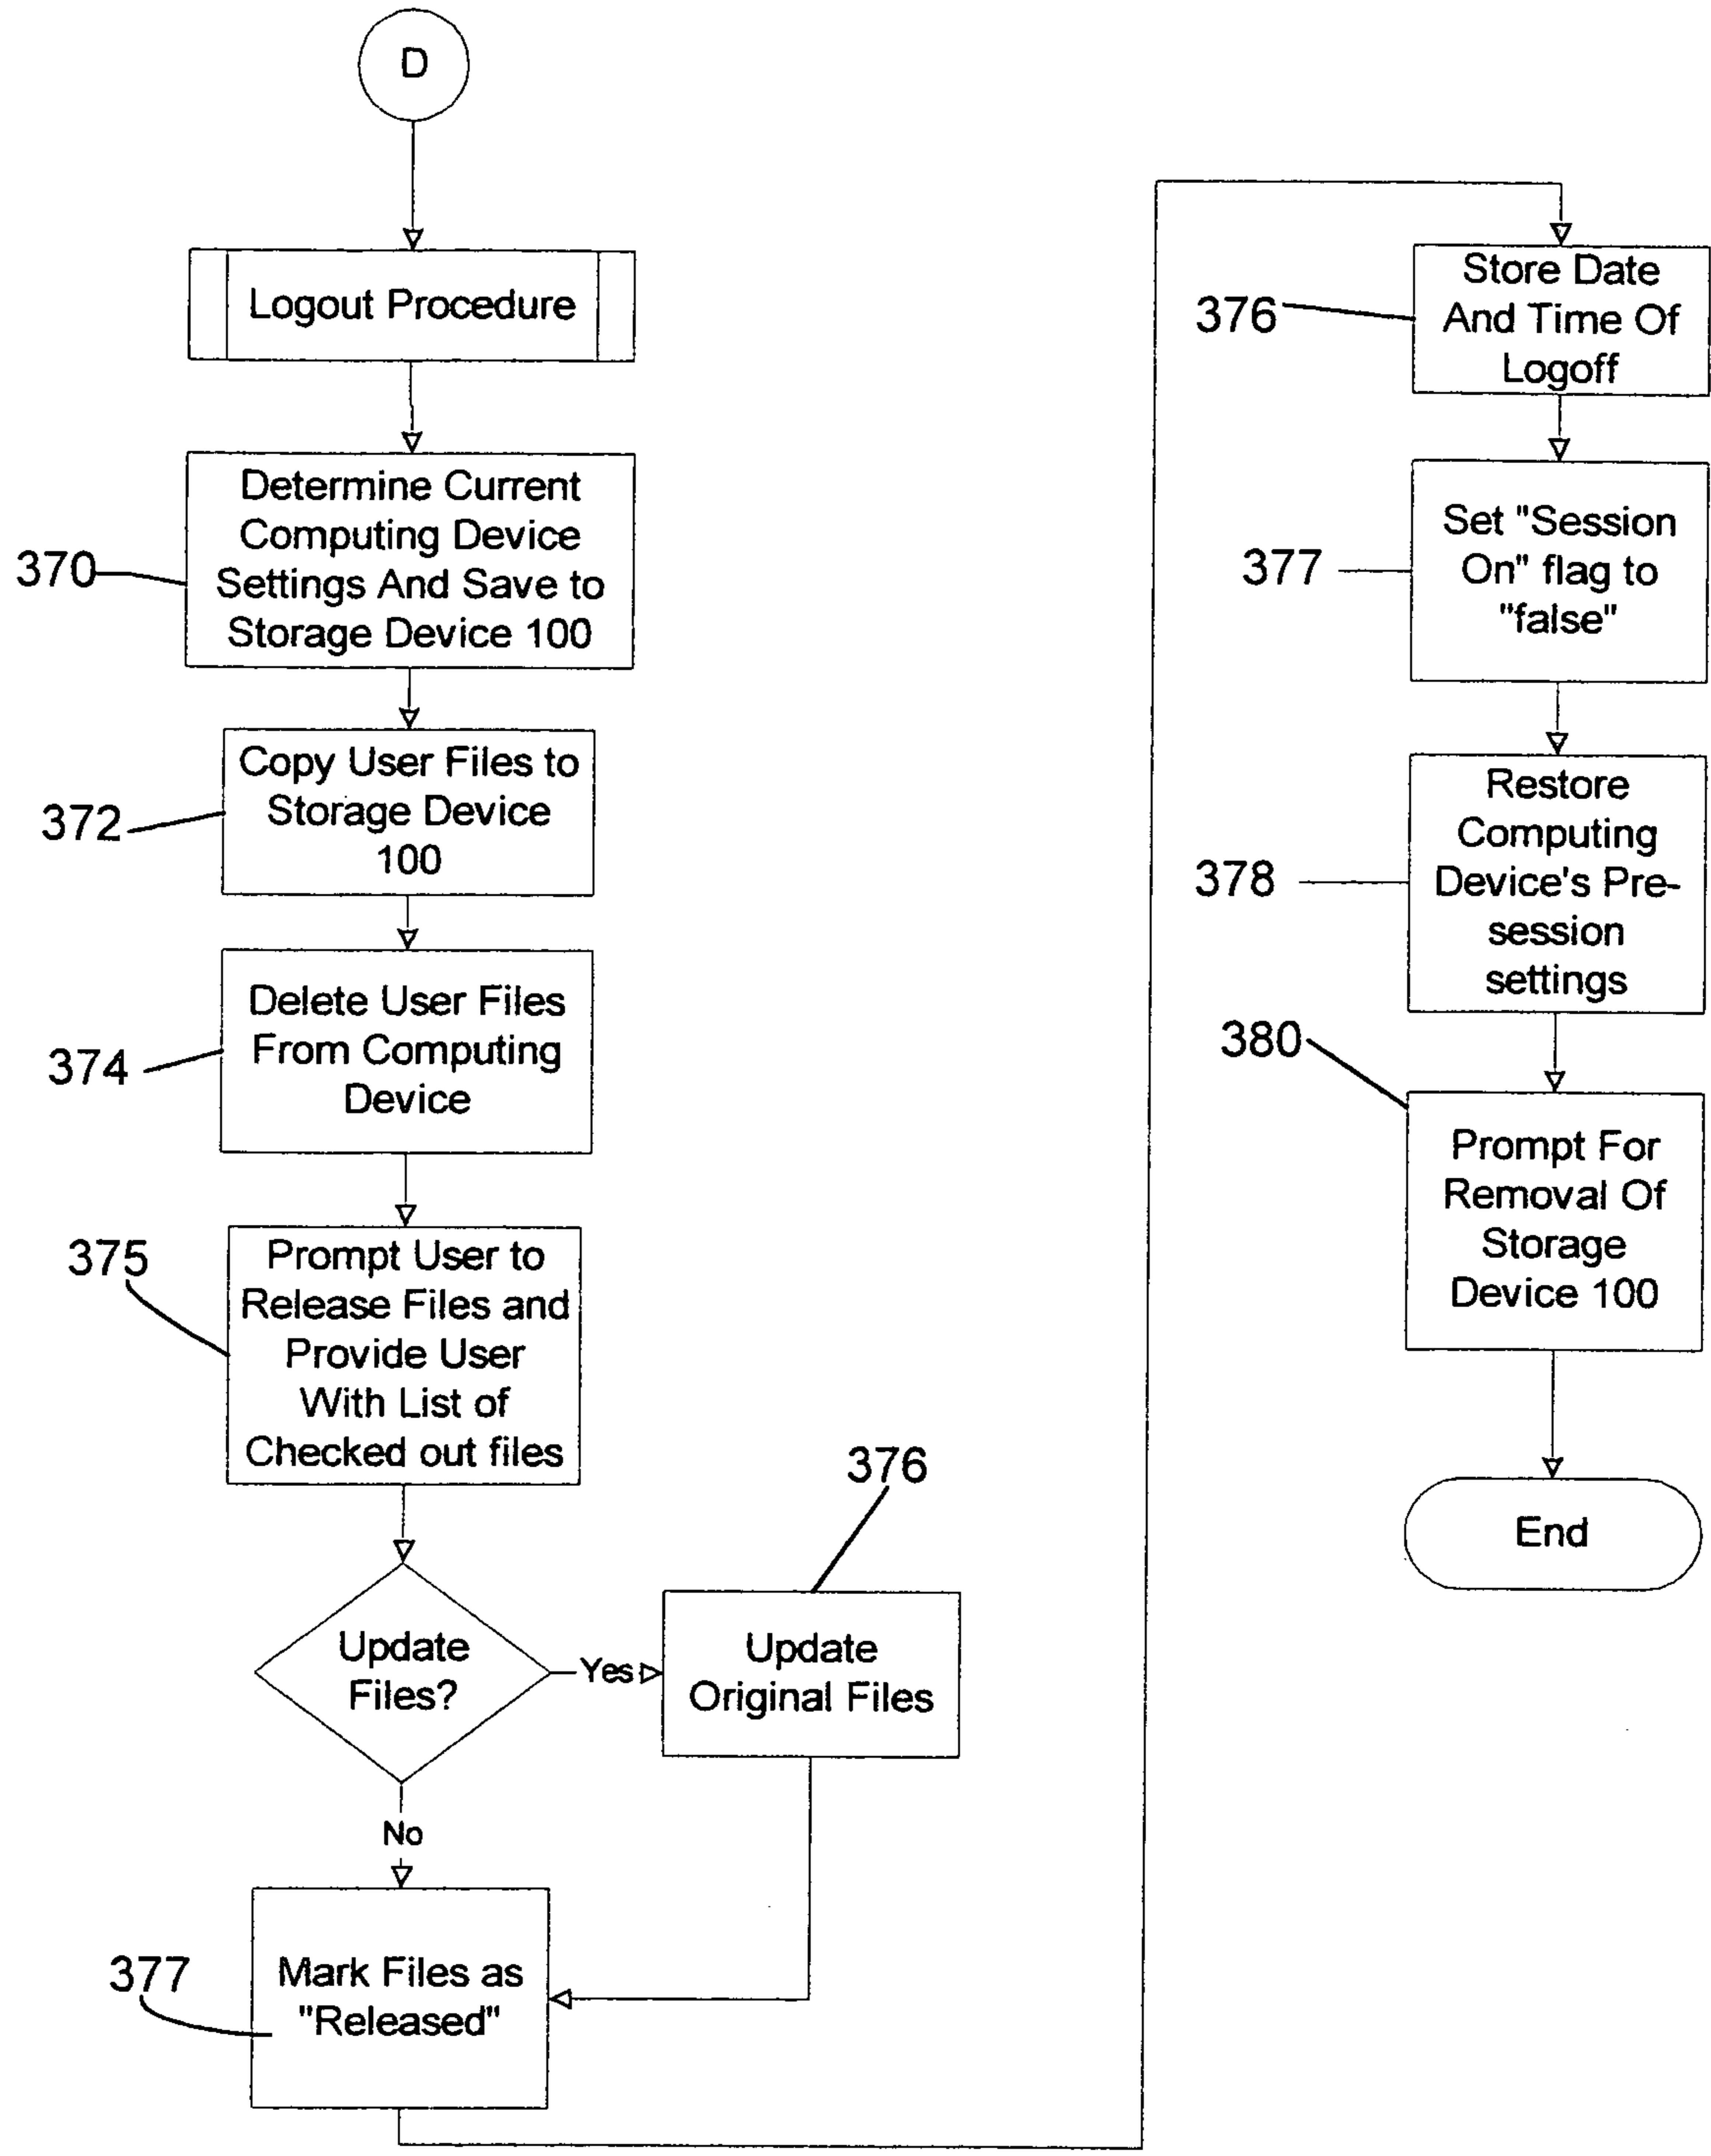 D
Logout Procedure
370
Determine Current
Computing Device
Settings And Save to
Storage Device 100
372
Copy User Files to
Storage Device
100
374
Delete User Files
From Computing
Device
375
Prompt User to
Release Files and
Provide User
With List of
Checked out files
Update
Files?
Yes
376
Update
Original Files
No
377
Mark Files as
"Released"
376
Store Date
And Time Of
Logoff
377
Set "Session
On" flag to
"false"
378
Restore
Computing
Device's Pre-
session
settings
380
Prompt For
Removal Of
Storage
Device 100
End